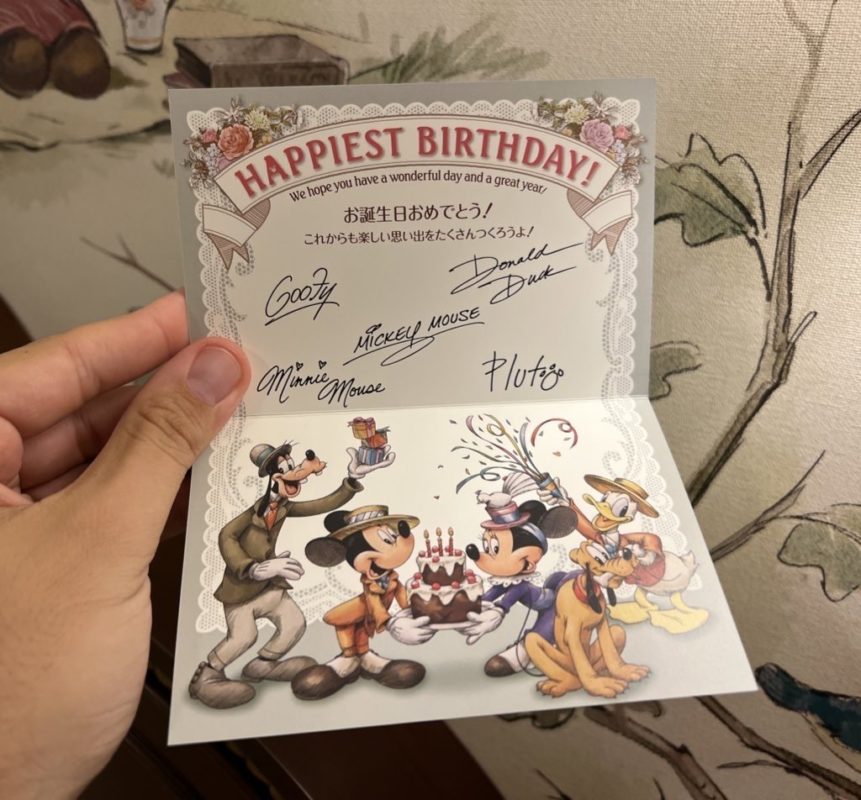 HAPPIEST BIRTHDAY!
We hope you have a wonderful day and a great year!
お誕生日おめでとう!
これからも楽しい思い出をたくさんつくろうよ!
Goofy
Donald
Duck
MICKEY MOUSE
Minnie
Mouse
Pluto